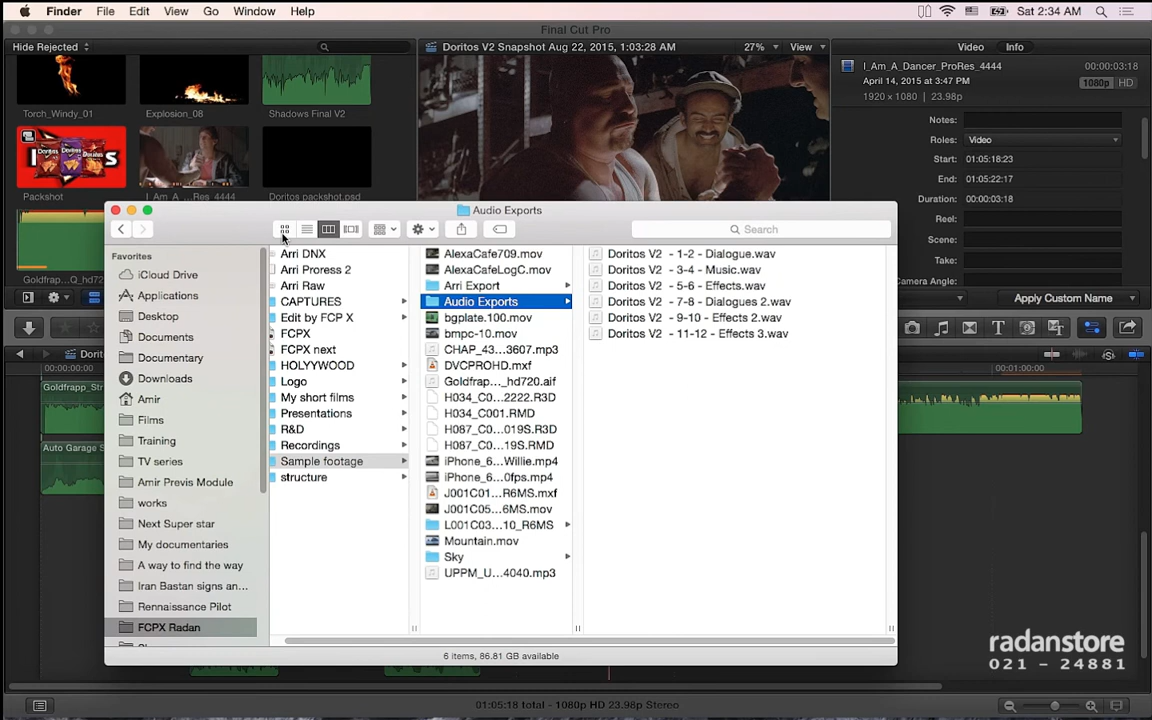 Finder File Edit View Go Window Help
Sat 2:34 AM
Final Cut Pro
Hide Rejected
Doritos V2 Snapshot Aug 22, 2015, 1:03:28 AM
27% View
Video Info
Torch_Windy_01
Explosion_08
Shadows Final V2
I_Am_A_Dancer_ProRes_4444
00:00:03:18
April 14, 2015 at 3:47 PM
1080p HD
1920 x 1080 23.98p
Notes:
Roles: Video
Start: 01:05:18:23
End: 01:05:22:17
Duration: 00:00:03:18
Reel:
Scene:
Take:
Camera Angle:
Packshot
I_Am_A ...Res_4444
Doritos packshot.psd
Goldfra...Q_hd72
Apply Custom Name
Audio Exports
Search
Favorites
iCloud Drive
Applications
Desktop
Documents
Documentary
Downloads
Amir
Films
Training
TV series
Amir Previs Module
works
Next Super star
My documentaries
A way to find the way
Iran Bastan signs an...
Rennaissance Pilot
FCPX Radan
Arri DNX
Arri Proress 2
Arri Raw
CAPTURES
Edit by FCP X
FCPX
FCPX next
HOLYWOOD
Logo
My short films
Presentations
R&D
Recordings
Sample footage
structure
AlexaCafe709.mov
AlexaCafeLogC.mov
Arri Export
Audio Exports
bgplate.100.mov
bmpc-10.mov
CHAP_43...3607.mp3
DVCPROHD.mxf
Goldfrap..._hd720.aif
H034_C0...2222.R3D
H034_C001.RMD
H087_C0...019S.R3D
H087_C0...19S.RMD
iPhone_6...Willie.mp4
iPhone_6...0fps.mp4
J001C01...R6MS.mxf
J001C05...6MS.mov
L001C03...10_R6MS
Mountain.mov
Sky
UPPM_U...4040.mp3
Doritos V2 - 1-2 - Dialogue.wav
Doritos V2 - 3-4 - Music.wav
Doritos V2 - 5-6 - Effects.wav
Doritos V2 - 7-8 - Dialogues 2.wav
Doritos V2 - 9-10 - Effects 2.wav
Doritos V2 - 11-12 - Effects 3.wav
6 items, 86.81 GB available
Dorit
00:00:00:00
00:01:00:00
Goldfrapp_Str
Auto Garage S
radanstore
021 - 24881
01:05:18 total - 1080p HD 23.98p Stereo